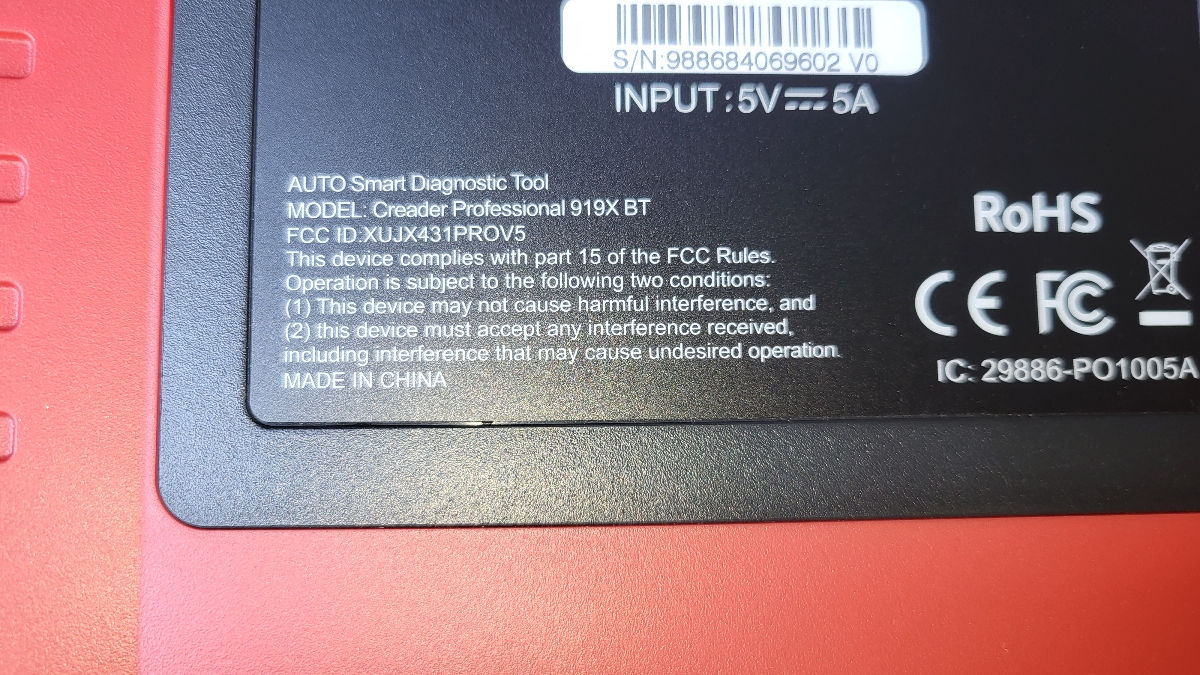 S/N:988684069602 V0
INPUT:5V⎓5A
AUTO Smart Diagnostic Tool
MODEL: Creader Professional 919X BT
FCC ID:XUJX431PROV5
This device complies with part 15 of the FCC Rules.
Operation is subject to the following two conditions:
(1) This device may not cause harmful interference, and
(2) this device must accept any interference received,
including interference that may cause undesired operation.
MADE IN CHINA
RoHS
CE FC
IC: 29886-PO1005A